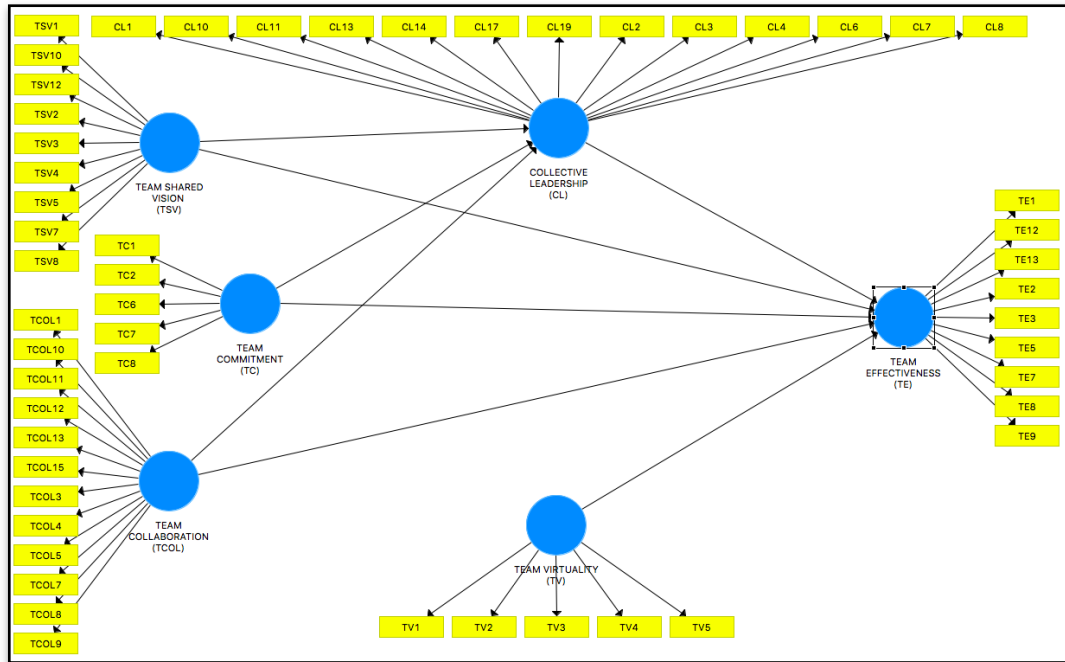 TSV1
CL1
CL10
CL11
CL13
CL14
CL17
CL19
CL2
CL3
CL4
CL6
CL7
CL8
TSV10
TSV12
TSV2
TSV3
TSV4
TSV5
TSV7
TSV8
TEAM SHARED
VISION
(TSV)
COLLECTIVE
LEADERSHIP
(CL)
TC1
TC2
TC6
TC7
TC8
TEAM
COMMITMENT
(TC)
TE1
TE12
TE13
TE2
TE3
TE5
TE7
TE8
TE9
TEAM
EFFECTIVENESS
(TE)
TCOL1
TCOL10
TCOL11
TCOL12
TCOL13
TCOL15
TCOL3
TCOL4
TCOL5
TCOL7
TCOL8
TCOL9
TEAM
COLLABORATION
(TCOL)
TEAM VIRTUALITY
(TV)
TV1
TV2
TV3
TV4
TV5